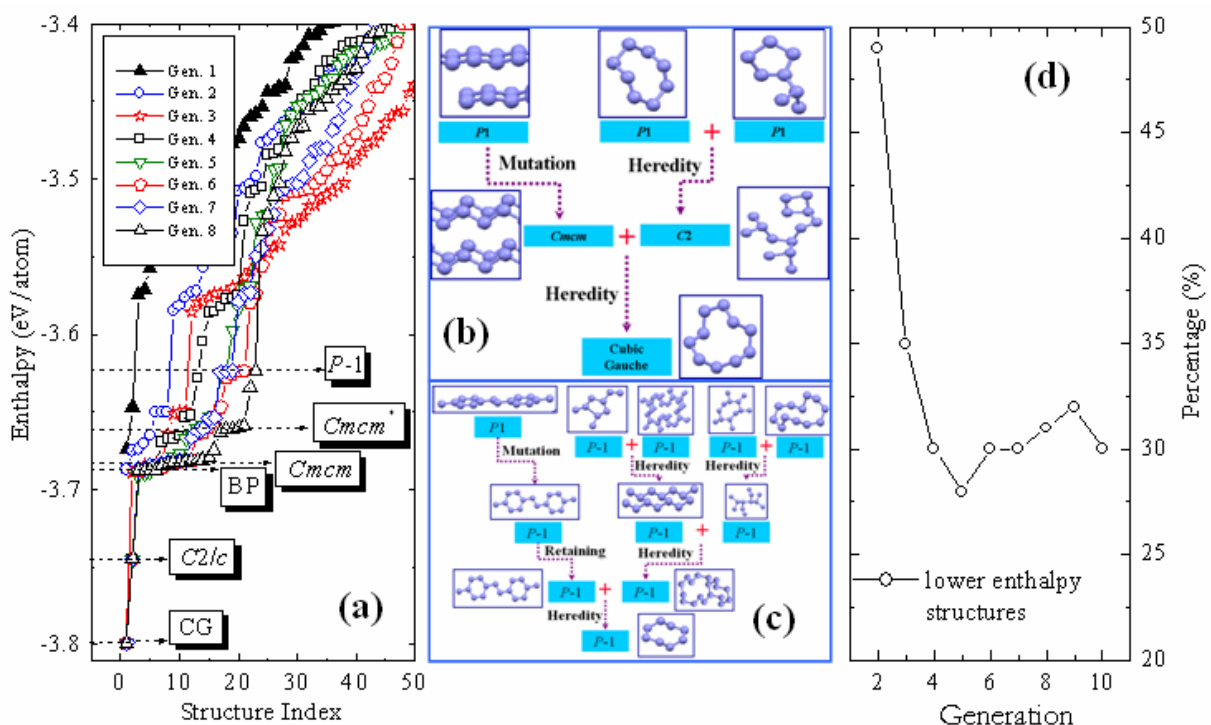 -3.4
-3.5
-3.6
-3.7
-3.8
Enthalpy (eV/atom)
Gen. 1
Gen. 2
Gen. 3
Gen. 4
Gen. 5
Gen. 6
Gen. 7
Gen. 8
P-1
Cmcm*
Cmcm
BP
C2/c
CG
(a)
0 10 20 30 40 50
Structure Index
P1
P1
+
P1
Mutation
Heredity
Cmcm
+
C2
Heredity
(b)
Cubic
Gauche
P1
P-1
+
P-1
P-1
+
P-1
Mutation
Heredity
Heredity
P-1
P-1
+
P-1
Retaining
Heredity
P-1
+
P-1
Heredity
(c)
P-1
(d)
50
45
40
35
30
25
20
Percentage (%)
lower enthalpy
structures
2 4 6 8 10
Generation